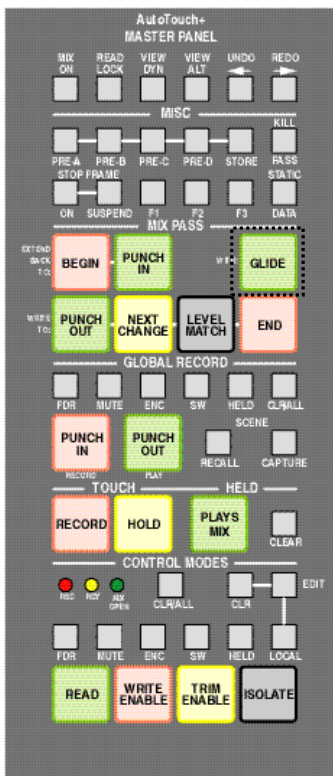 AutoTouch+
MASTER PANEL
MIX ON READ LOCK VIEW DYN VIEW ALT UNDO REDO
MISC
KILL
PRE-A PRE-B PRE-C PRE-D STORE PASS
STOP FRAME STATIC
ON SUSPEND F1 F2 F3 DATA
MIX PASS
EXTEND BACK TO: BEGIN PUNCH IN WITH GLIDE
WRITE TO: PUNCH OUT NEXT CHANGE LEVEL MATCH END
GLOBAL RECORD
FDR MUTE ENC SW HELD CLR/ALL
SCENE
PUNCH IN PUNCH OUT
RECORD PLAY RECALL CAPTURE
TOUCH HELD
RECORD HOLD PLAYS MIX
CLEAR
CONTROL MODES
EDIT
REC RDY MIX OPEN CLR/ALL CLR
FDR MUTE ENC SW HELD LOCAL
READ WRITE ENABLE TRIM ENABLE ISOLATE